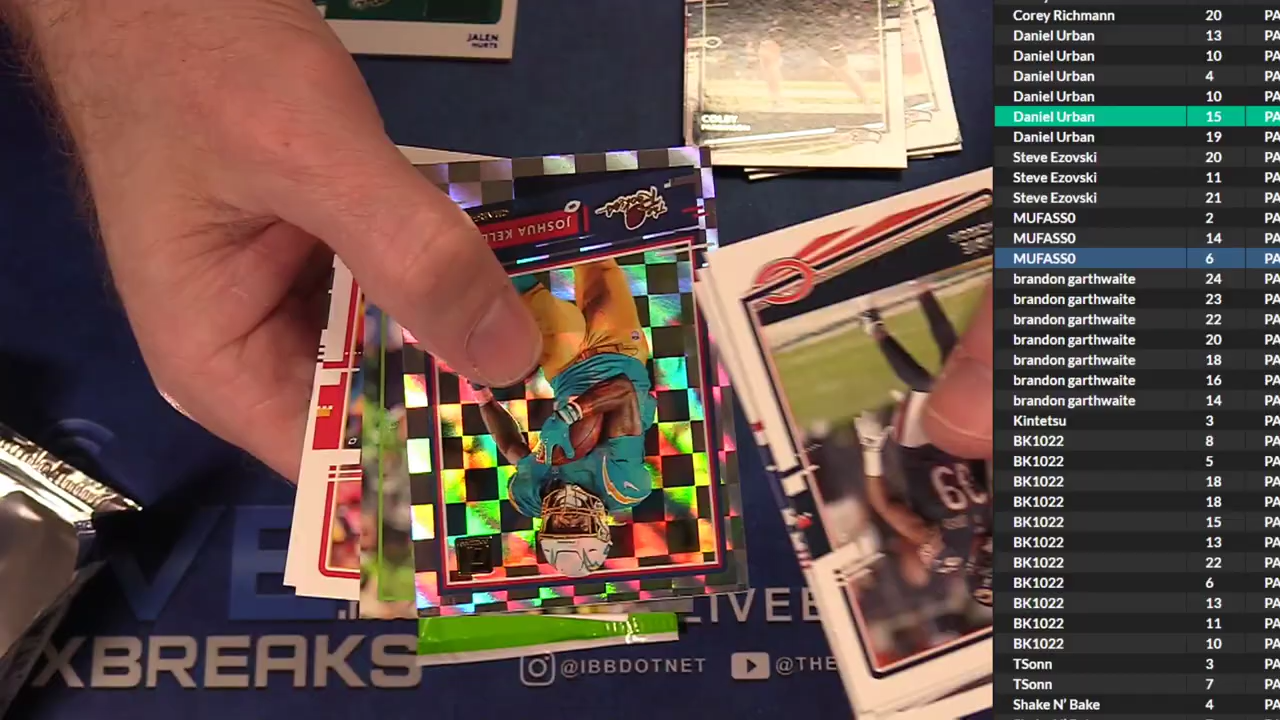 JALEN
HURTS
COLBY
JOSHUA KELL
89
XBREAKS
@IBBDOTNET
@THE
Corey Richmann 20 PA
Daniel Urban 13 PA
Daniel Urban 10 PA
Daniel Urban 4 PA
Daniel Urban 10 PA
Daniel Urban 15 PA
Daniel Urban 19 PA
Steve Ezovski 20 PA
Steve Ezovski 11 PA
Steve Ezovski 21 PA
MUFASS0 2 PA
MUFASS0 14 PA
MUFASS0 6 PA
brandon garthwaite 24 PA
brandon garthwaite 23 PA
brandon garthwaite 22 PA
brandon garthwaite 20 PA
brandon garthwaite 18 PA
brandon garthwaite 16 PA
brandon garthwaite 14 PA
Kintetsu 3 PA
BK1022 8 PA
BK1022 5 PA
BK1022 18 PA
BK1022 18 PA
BK1022 15 PA
BK1022 13 PA
BK1022 22 PA
BK1022 6 PA
BK1022 13 PA
BK1022 11 PA
BK1022 10 PA
TSonn 3 PA
TSonn 7 PA
Shake N' Bake 4 PA